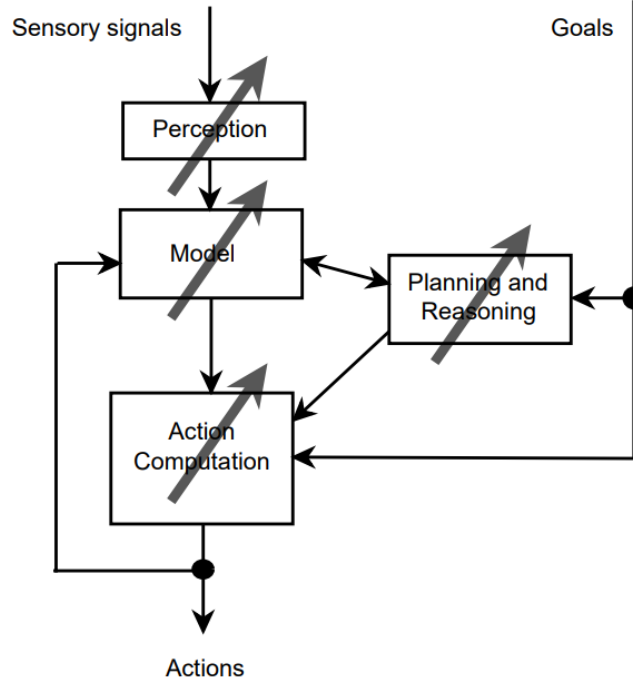 Sensory signals
Goals
Perception
Model
Planning and
Reasoning
Action
Computation
Actions